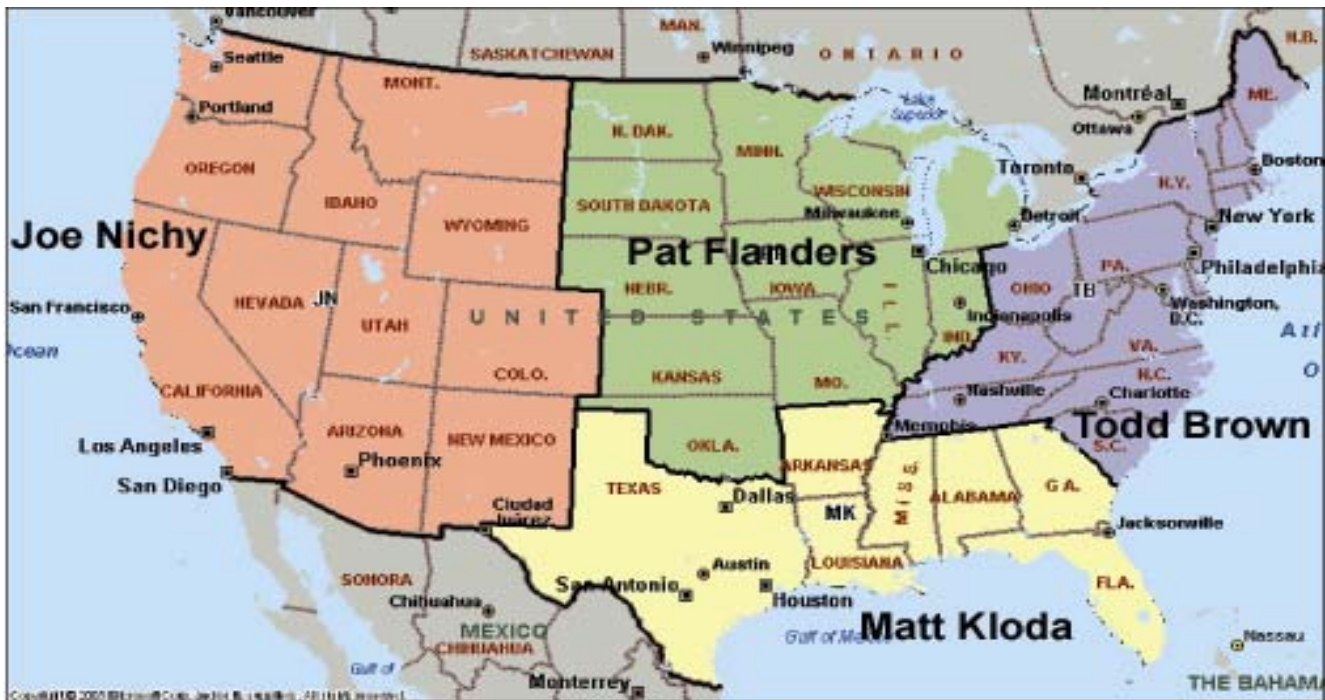 Vancouver
MAN.
N.B.
SASKATCHEWAN
Winnipeg
ONTARIO
Seattle
MONT.
Portland
N. DAK.
MINN.
Lake Superior
Montréal
ME.
Ottawa
OREGON
IDAHO
SOUTH DAKOTA
WISCONSIN
Toronto
Boston
WYOMING
Milwaukee
Detroit
N.Y.
New York
Joe Nichy
Pat Flanders
Chicago
PA.
Philadelphia
San Francisco
NEVADA
JN
NEBR.
IOWA
ILL.
OHIO
TB
Washington, D.C.
UTAH
UNITED STATES
Indianapolis
IND.
Ocean
CALIFORNIA
COLO.
KANSAS
MO.
KY.
VA.
N.C.
Nashville
Charlotte
ARIZONA
NEW MEXICO
OKLA.
Memphis
Todd Brown
S.C.
Los Angeles
Phoenix
San Diego
TEXAS
Dallas
ARKANSAS
MISS
ALABAMA
GA.
Ciudad Juárez
MK
Jacksonville
SONORA
Austin
LOUISIANA
FLA.
San Antonio
Houston
Chihuahua
MEXICO
CHIHUAHUA
Gulf of
Matt Kloda
Gulf of
Nassau
Monterrey
THE BAHAMA